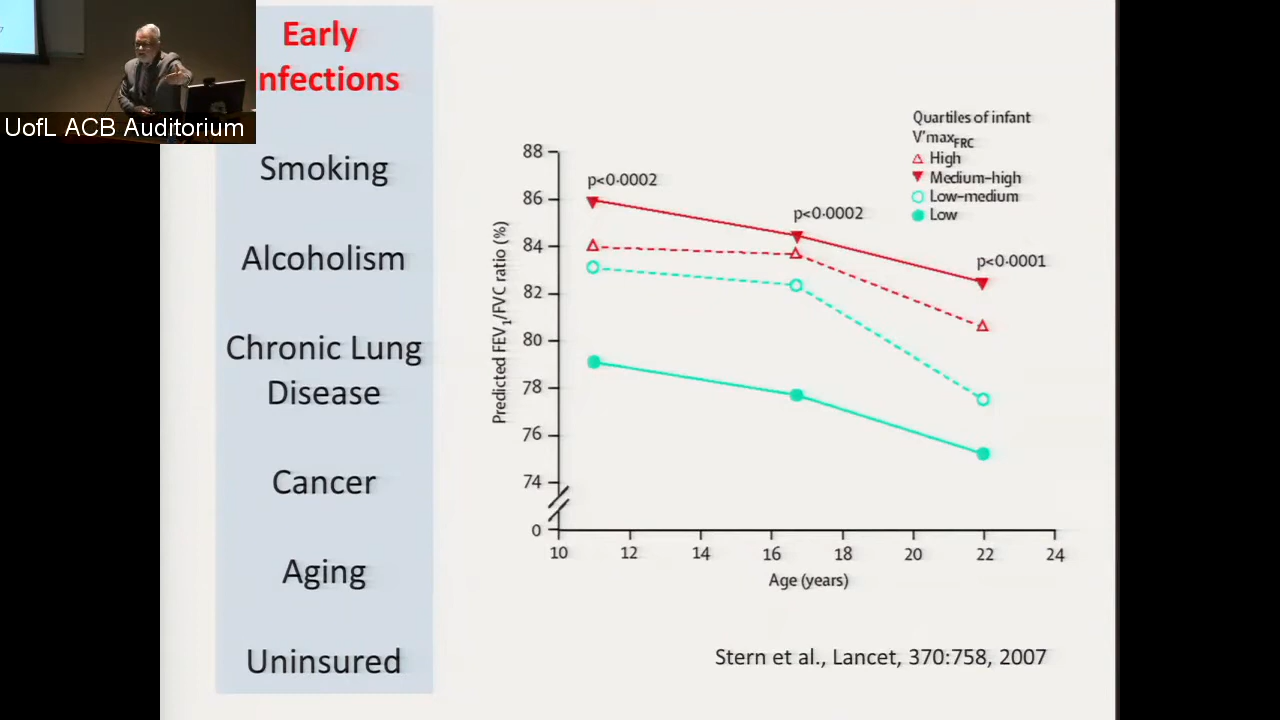 UofL ACB Auditorium
Early
nfections
Smoking
Alcoholism
Chronic Lung
Disease
Cancer
Aging
Uninsured
Quartiles of infant
V'maxFRC
High
Medium–high
Low–medium
Low
88
86
84
82
80
78
76
74
0
Predicted FEV1/FVC ratio (%)
p<0·0002
p<0·0002
p<0·0001
10 12 14 16 18 20 22 24
Age (years)
Stern et al., Lancet, 370:758, 2007